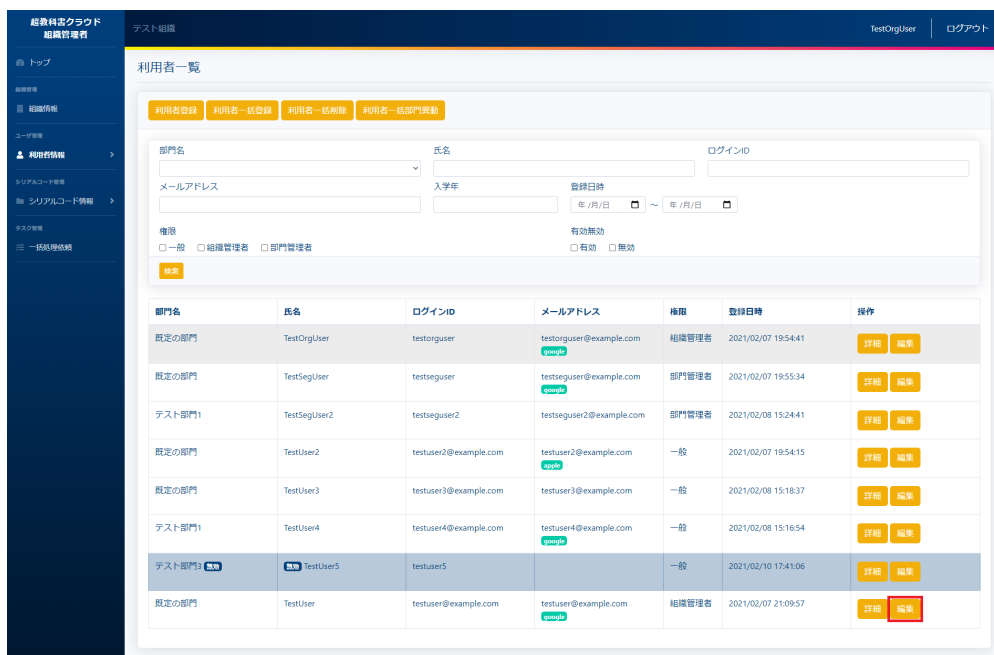 超教科書クラウド
組織管理者
テスト組織
TestOrgUser
ログアウト
トップ
組織管理
組織情報
ユーザ管理
利用者情報
シリアルコード管理
シリアルコード情報
タスク管理
一括処理依頼
利用者一覧
利用者登録 利用者一括登録 利用者一括削除 利用者一括部門異動
部門名 氏名 ログインID
メールアドレス 入学年 登録日時
年 /月/日 ～ 年 /月/日
権限 有効無効
一般 組織管理者 部門管理者 有効 無効
検索
部門名 氏名 ログインID メールアドレス 権限 登録日時 操作
既定の部門 TestOrgUser testorguser testorguser@example.com 組織管理者 2021/02/07 19:54:41 詳細 編集
google
既定の部門 TestSegUser testseguser testseguser@example.com 部門管理者 2021/02/07 19:55:34 詳細 編集
google
テスト部門1 TestSegUser2 testseguser2 testseguser2@example.com 部門管理者 2021/02/08 15:24:41 詳細 編集
既定の部門 TestUser2 testuser2@example.com testuser2@example.com 一般 2021/02/07 19:54:15 詳細 編集
apple
既定の部門 TestUser3 testuser3@example.com testuser3@example.com 一般 2021/02/08 15:18:37 詳細 編集
テスト部門1 TestUser4 testuser4@example.com testuser4@example.com 一般 2021/02/08 15:16:54 詳細 編集
google
テスト部門3 無効 無効 TestUser5 testuser5 一般 2021/02/10 17:41:06 詳細 編集
既定の部門 TestUser testuser@example.com testuser@example.com 組織管理者 2021/02/07 21:09:57 詳細 編集
google